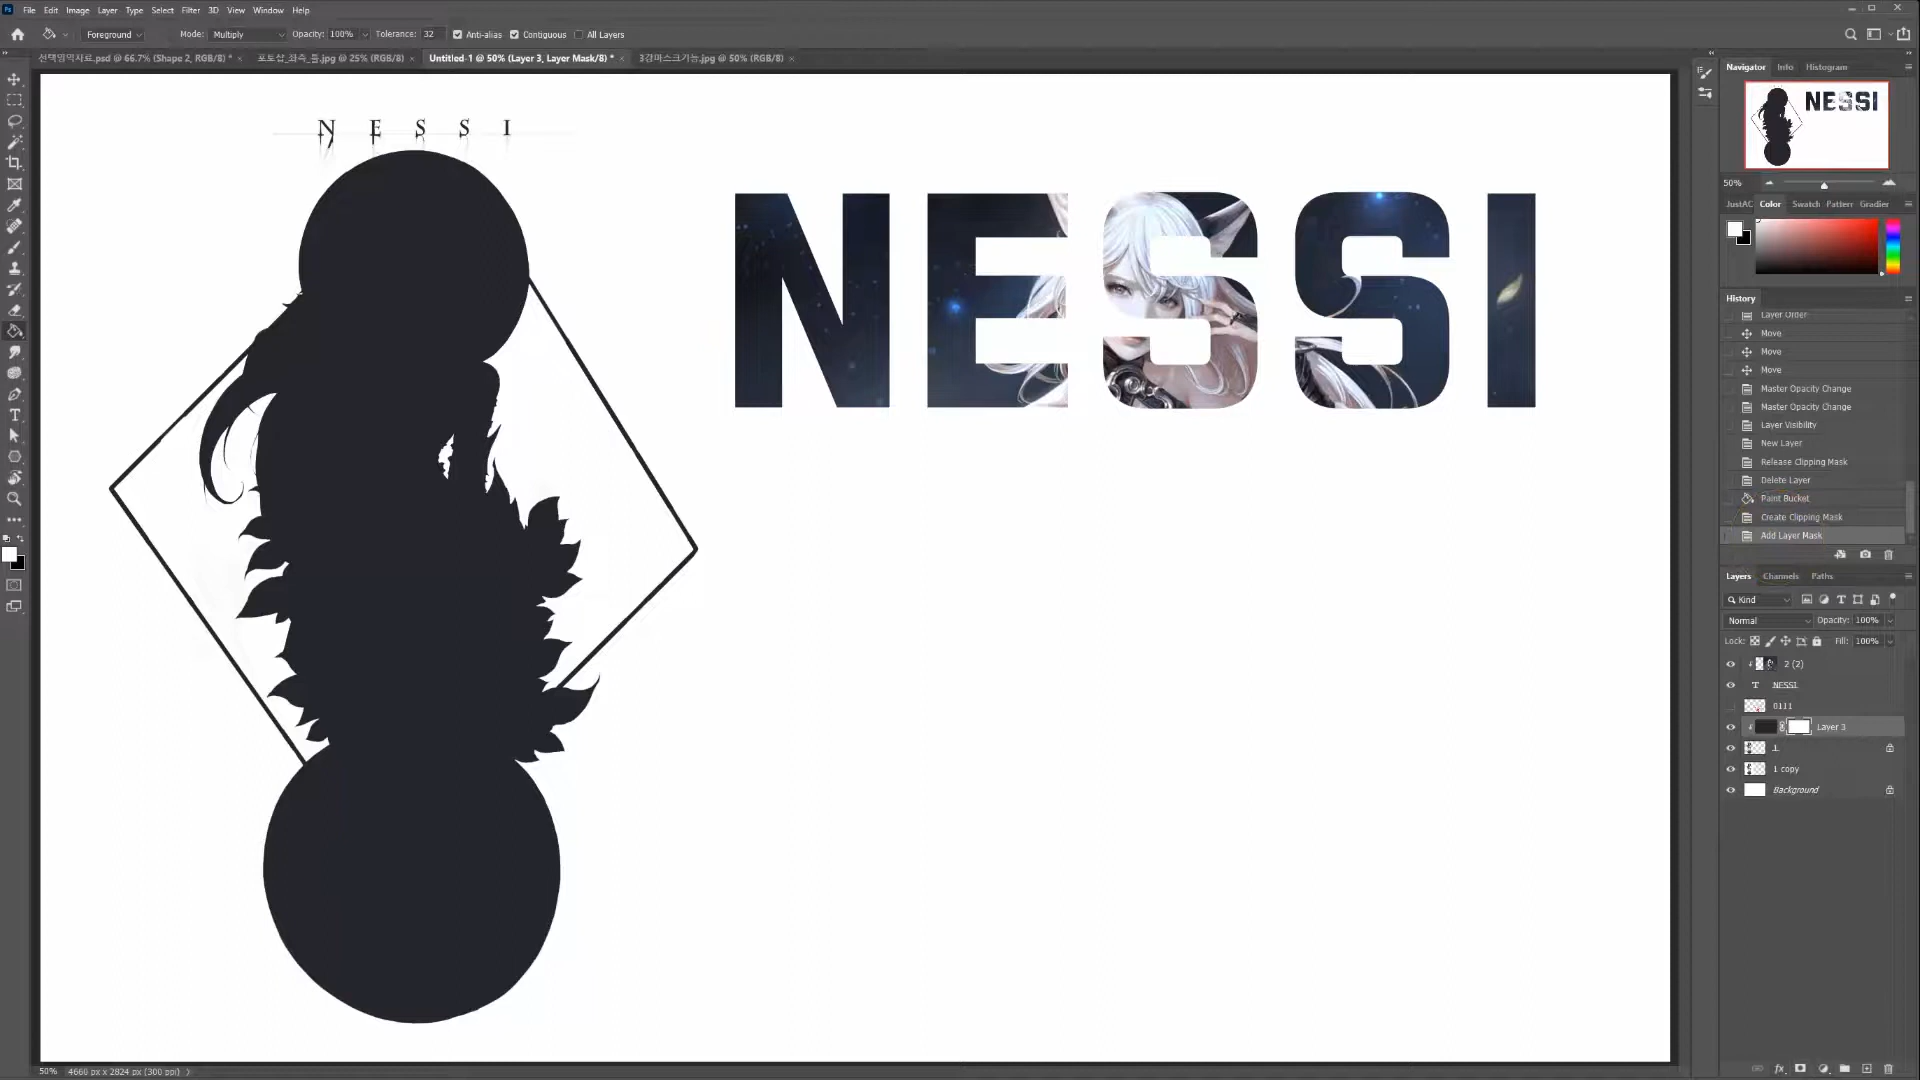 File Edit Image Layer Type Select Filter 3D View Window Help
Foreground Mode: Multiply Opacity: 100% Tolerance: 32 Anti-alias Contiguous All Layers
선택영역자료.psd @ 66.7% (Shape 2, RGB/8) * 포토샵_좌측_툴.jpg @ 25% (RGB/8) Untitled-1 @ 50% (Layer 3, Layer Mask/8) * 3강마스크기능.jpg @ 50% (RGB/8)
NESSI
NESSI
Navigator Info Histogram
NESSI
50%
JustAC Color Swatch Pattern Gradier
History
Layer Order
Move
Move
Move
Master Opacity Change
Master Opacity Change
Layer Visibility
New Layer
Release Clipping Mask
Delete Layer
Paint Bucket
Create Clipping Mask
Add Layer Mask
Layers Channels Paths
Kind
Normal Opacity: 100%
Lock: Fill: 100%
2 (2)
NESSI
0111
Layer 3
1
1 copy
Background
50% 4660 px x 2824 px (300 ppi)